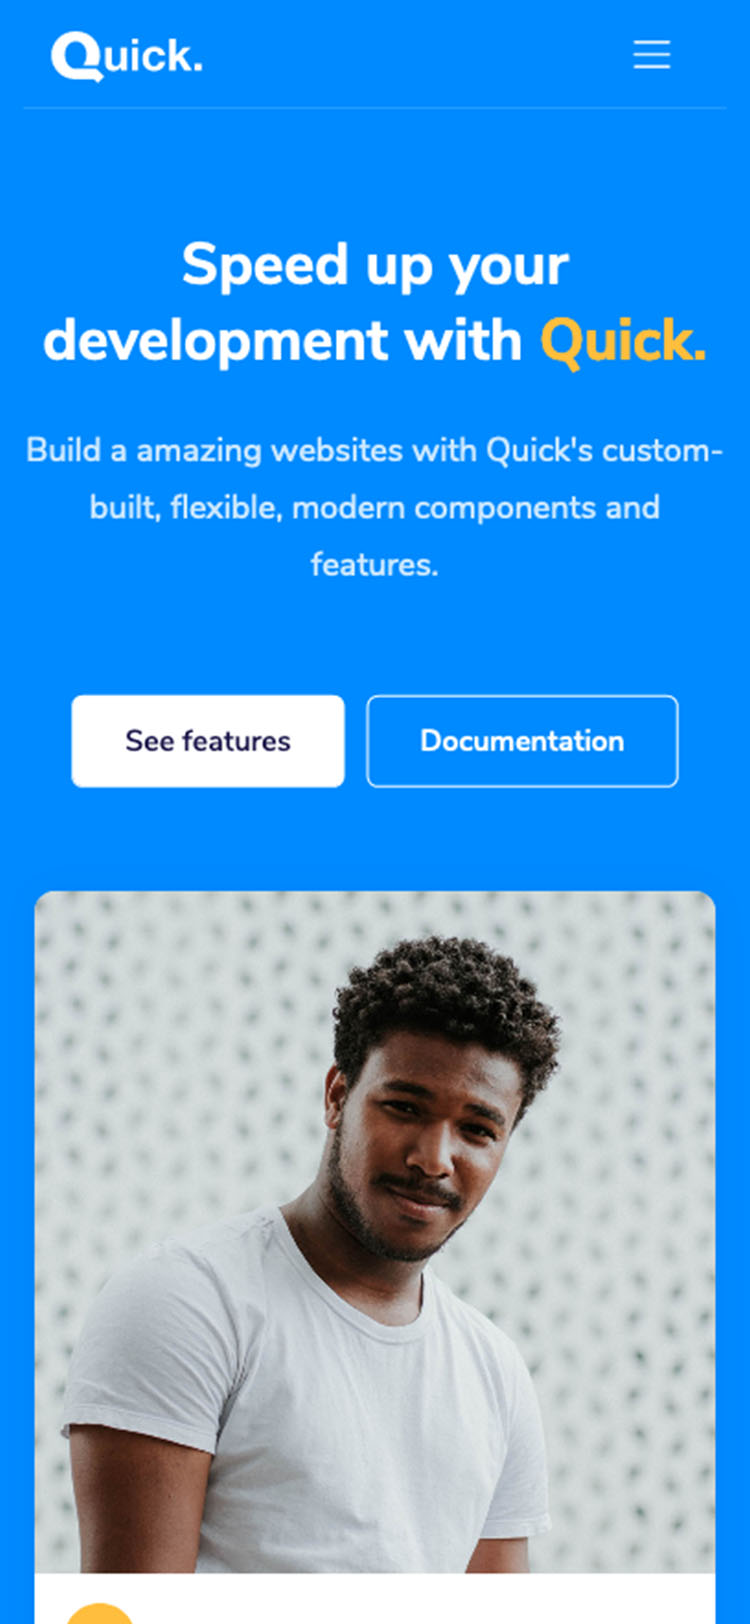 Quick.
Speed up your
development with Quick.
Build a amazing websites with Quick's custom-
built, flexible, modern components and
features.
See features
Documentation